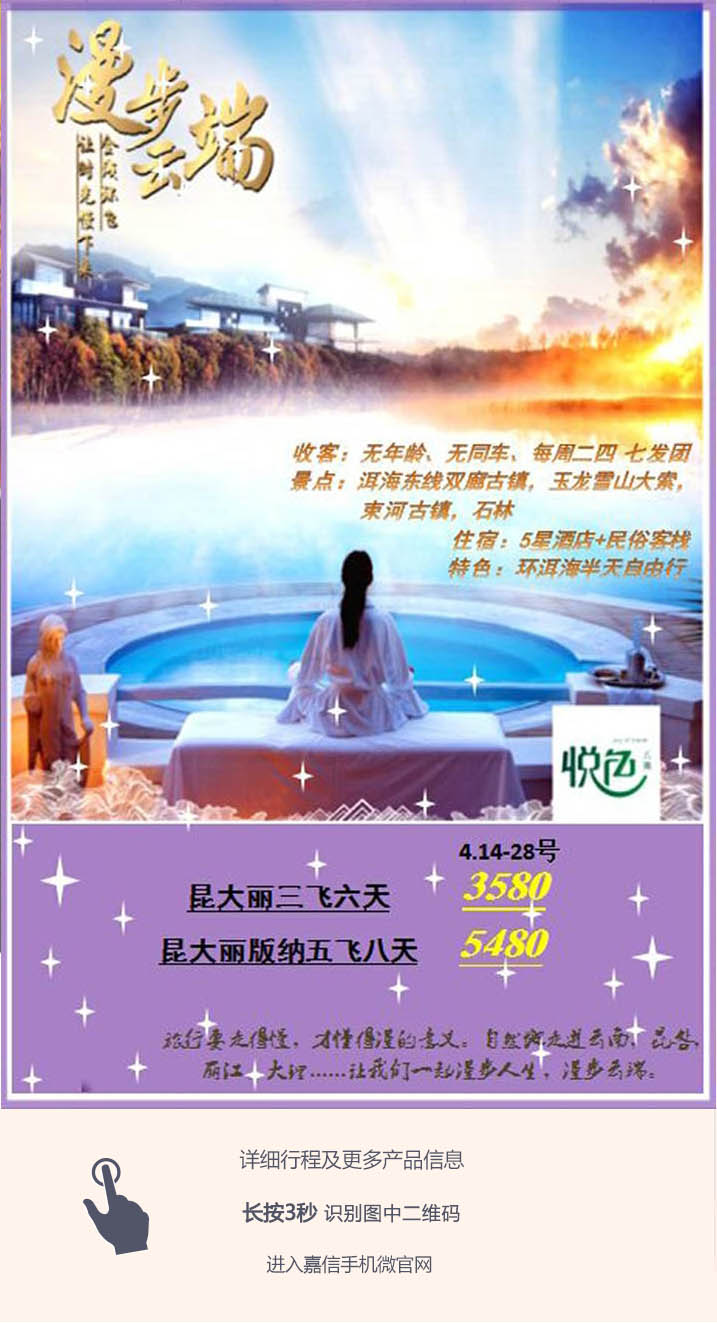 漫步云端
全段环飞
让时光慢下来
收客：无年龄、无同车、每周二四 七发团
景点：洱海东线双廊古镇，玉龙雪山大索，
束河古镇，石林
住宿：5星酒店+民俗客栈
特色：环洱海半天自由行
悦色
4.14-28号
昆大丽三飞六天 3580
昆大丽版纳五飞八天 5480
旅行要走得慢，才懂得漫的意义。自然街走进云南，昆明，
丽江，大理……让我们一起漫步人生，漫步云端。
详细行程及更多产品信息
长按3秒 识别图中二维码
进入嘉信手机微官网